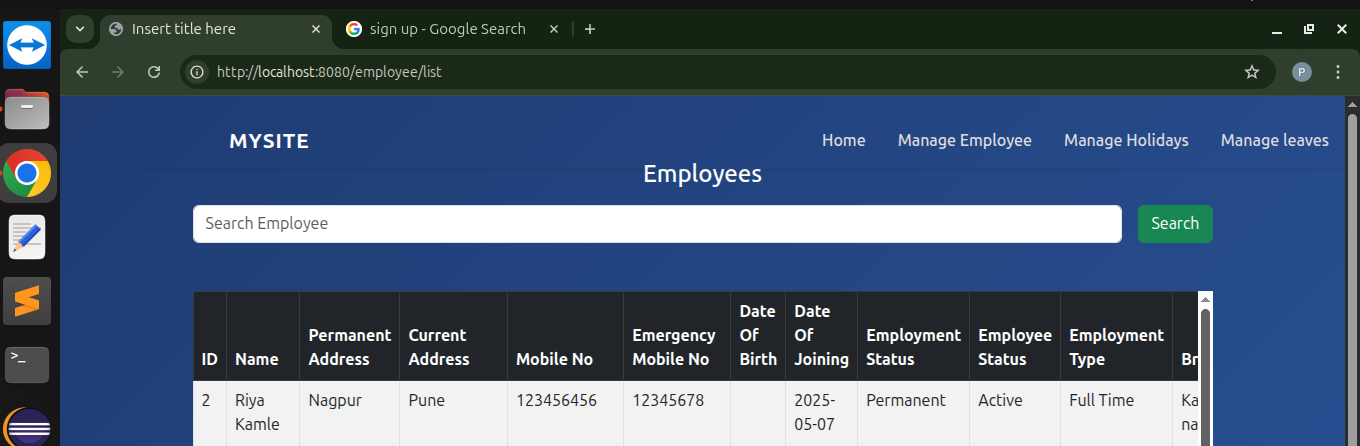 Insert title here
sign up - Google Search
http://localhost:8080/employee/list
P
MYSITE
Home
Manage Employee
Manage Holidays
Manage leaves
Employees
Search Employee
Search
ID
Name
Permanent
Address
Current
Address
Mobile No
Emergency
Mobile No
Date
Of
Birth
Date
Of
Joining
Employment
Status
Employee
Status
Employment
Type
Br
2
Riya
Kamle
Nagpur
Pune
123456456
12345678
2025-
05-07
Permanent
Active
Full Time
Ka
na
>_